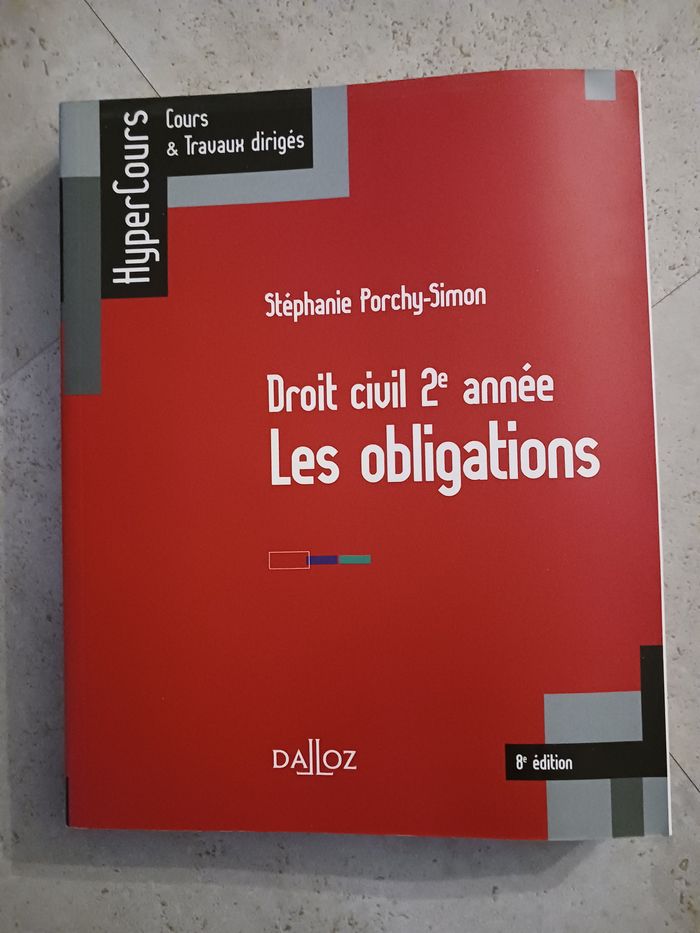 HyperCours
Cours
& Travaux dirigés
Stéphanie Porchy-Simon
Droit civil 2e année
Les obligations
DALLOZ
8e édition